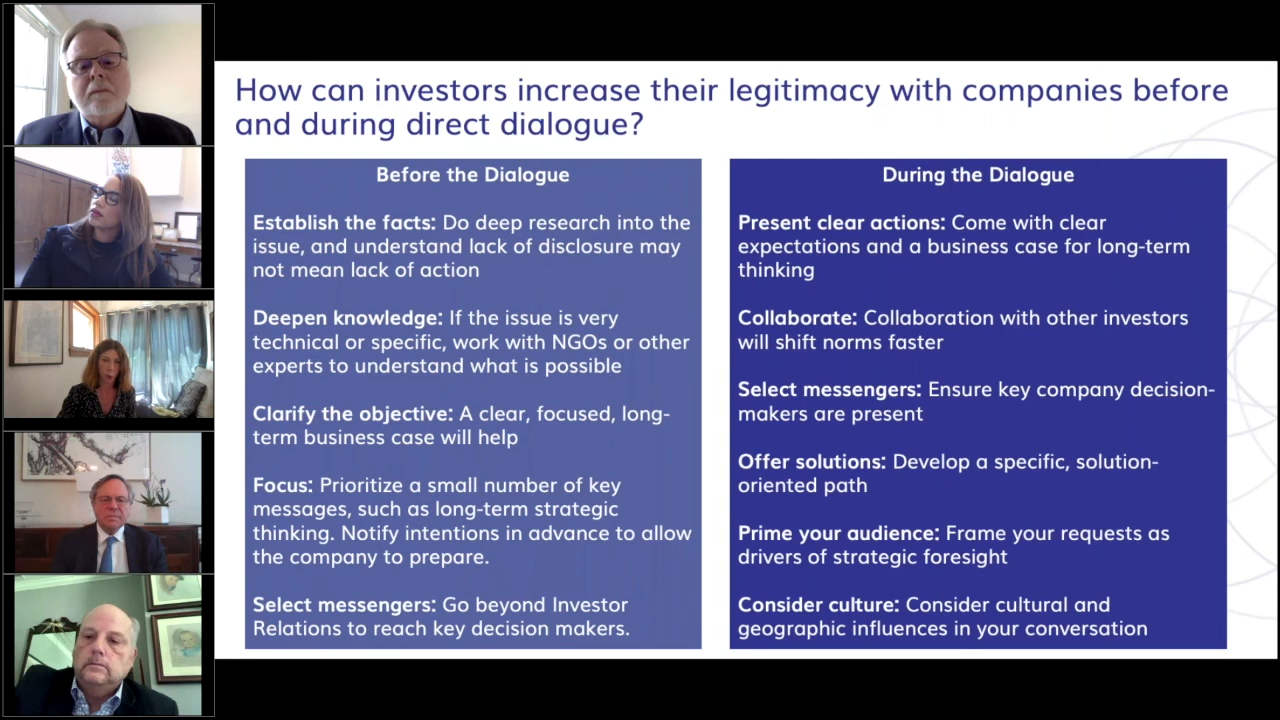 How can investors increase their legitimacy with companies before
and during direct dialogue?
Before the Dialogue
Establish the facts: Do deep research into the
issue, and understand lack of disclosure may
not mean lack of action
Deepen knowledge: If the issue is very
technical or specific, work with NGOs or other
experts to understand what is possible
Clarify the objective: A clear, focused, long-
term business case will help
Focus: Prioritize a small number of key
messages, such as long-term strategic
thinking. Notify intentions in advance to allow
the company to prepare.
Select messengers: Go beyond Investor
Relations to reach key decision makers.
During the Dialogue
Present clear actions: Come with clear
expectations and a business case for long-term
thinking
Collaborate: Collaboration with other investors
will shift norms faster
Select messengers: Ensure key company decision-
makers are present
Offer solutions: Develop a specific, solution-
oriented path
Prime your audience: Frame your requests as
drivers of strategic foresight
Consider culture: Consider cultural and
geographic influences in your conversation